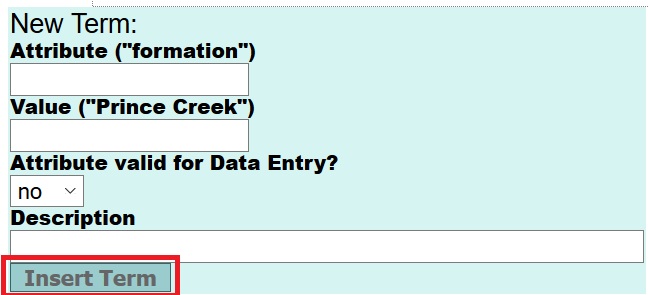 New Term:
Attribute ("formation")
Value ("Prince Creek")
Attribute valid for Data Entry?
no
Description
Insert Term